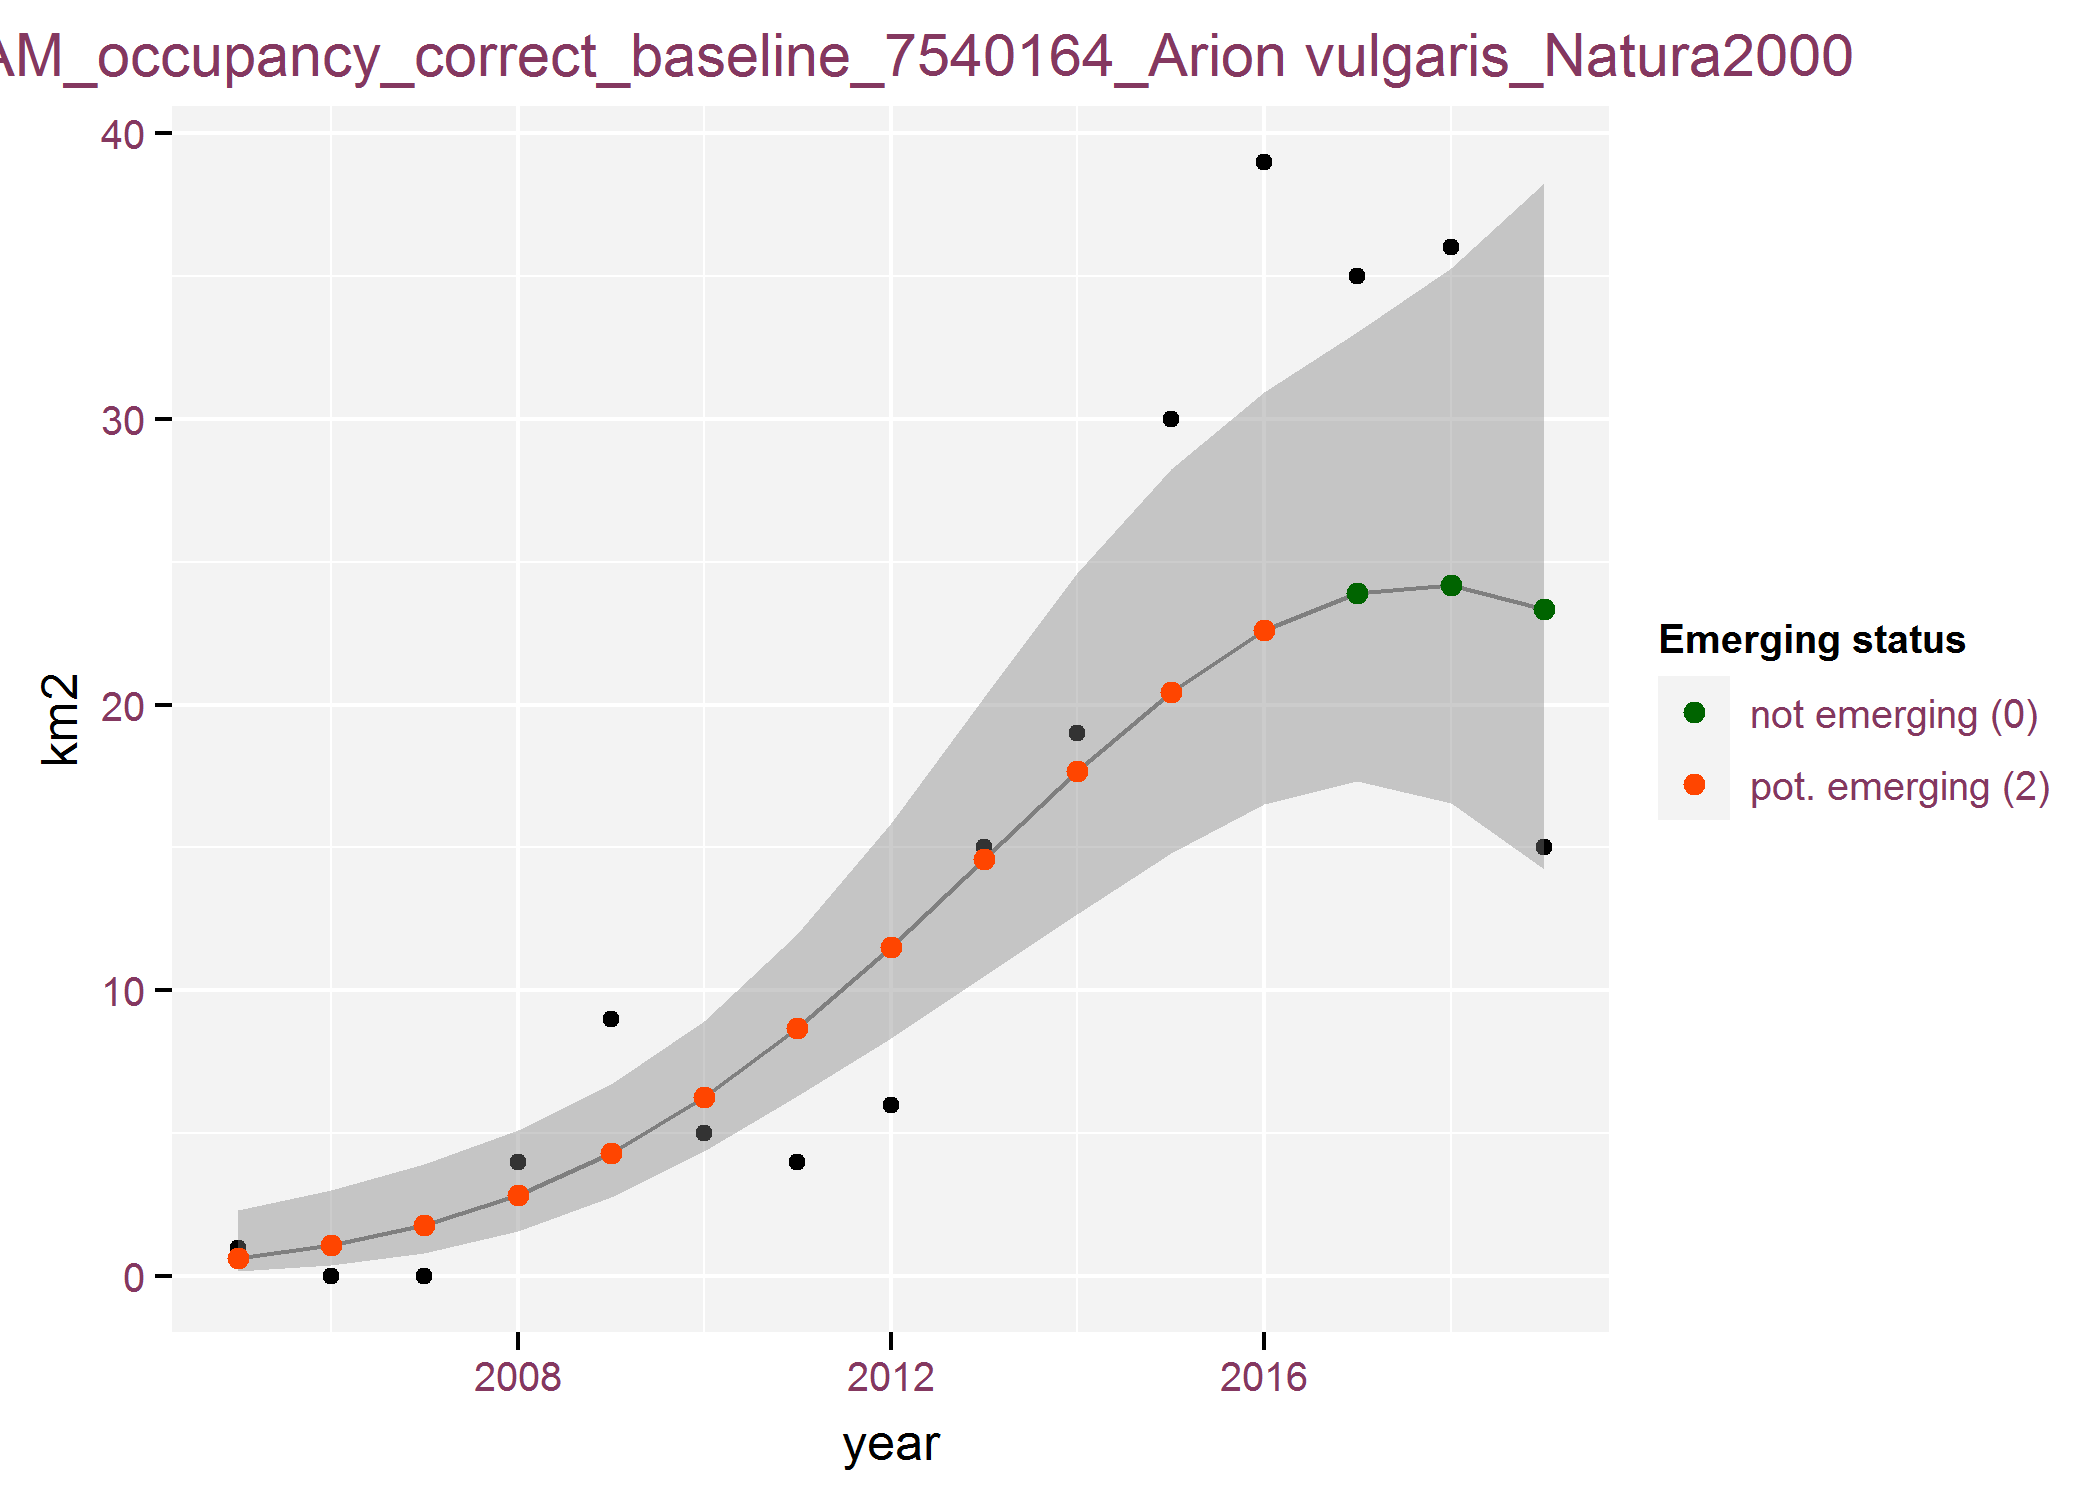 AM_occupancy_correct_baseline_7540164_Arion vulgaris_Natura2000
40
30
20
10
0
km2
2008
2012
2016
year
Emerging status
not emerging (0)
pot. emerging (2)